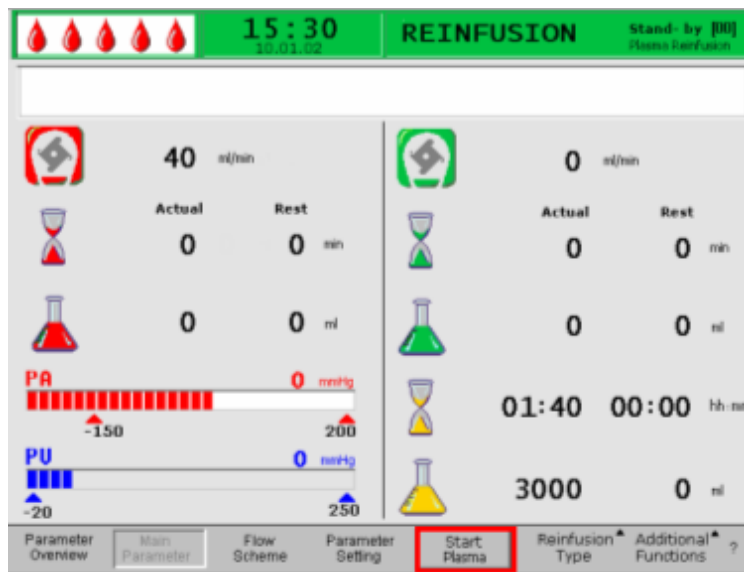 15:30
10.01.02
REINFUSION
Stand- by [00]
Plasma Reinfusion
40 ml/min
0 ml/min
Actual Rest
0 0 min
0 0 ml
Actual Rest
0 0 min
0 0 ml
01:40 00:00
3000 0 ml
PA 0 mmHg
-150 200
PV 0 mmHg
-20 250
Parameter Overview
Main Parameter
Flow Scheme
Parameter Setting
Start Plasma
Reinfusion Type
Additional Functions
?